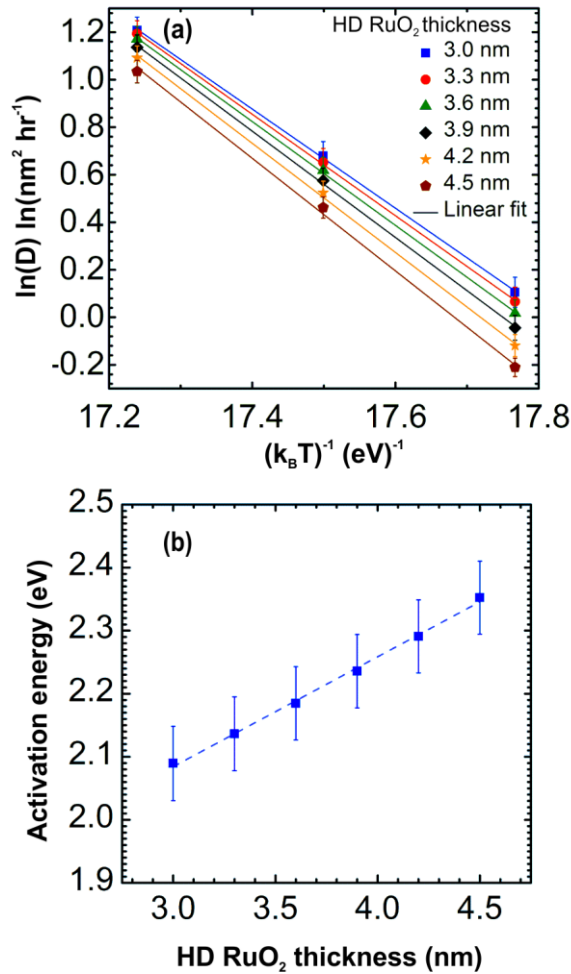 (a)
HD RuO₂ thickness
3.0 nm
3.3 nm
3.6 nm
3.9 nm
4.2 nm
4.5 nm
Linear fit
1.2
1.0
0.8
0.6
0.4
0.2
0.0
-0.2
ln(D) ln(nm² hr⁻¹)
17.2 17.4 17.6 17.8
(k_BT)⁻¹ (eV)⁻¹
(b)
2.5
2.4
2.3
2.2
2.1
2.0
1.9
Activation energy (eV)
3.0 3.5 4.0 4.5
HD RuO₂ thickness (nm)